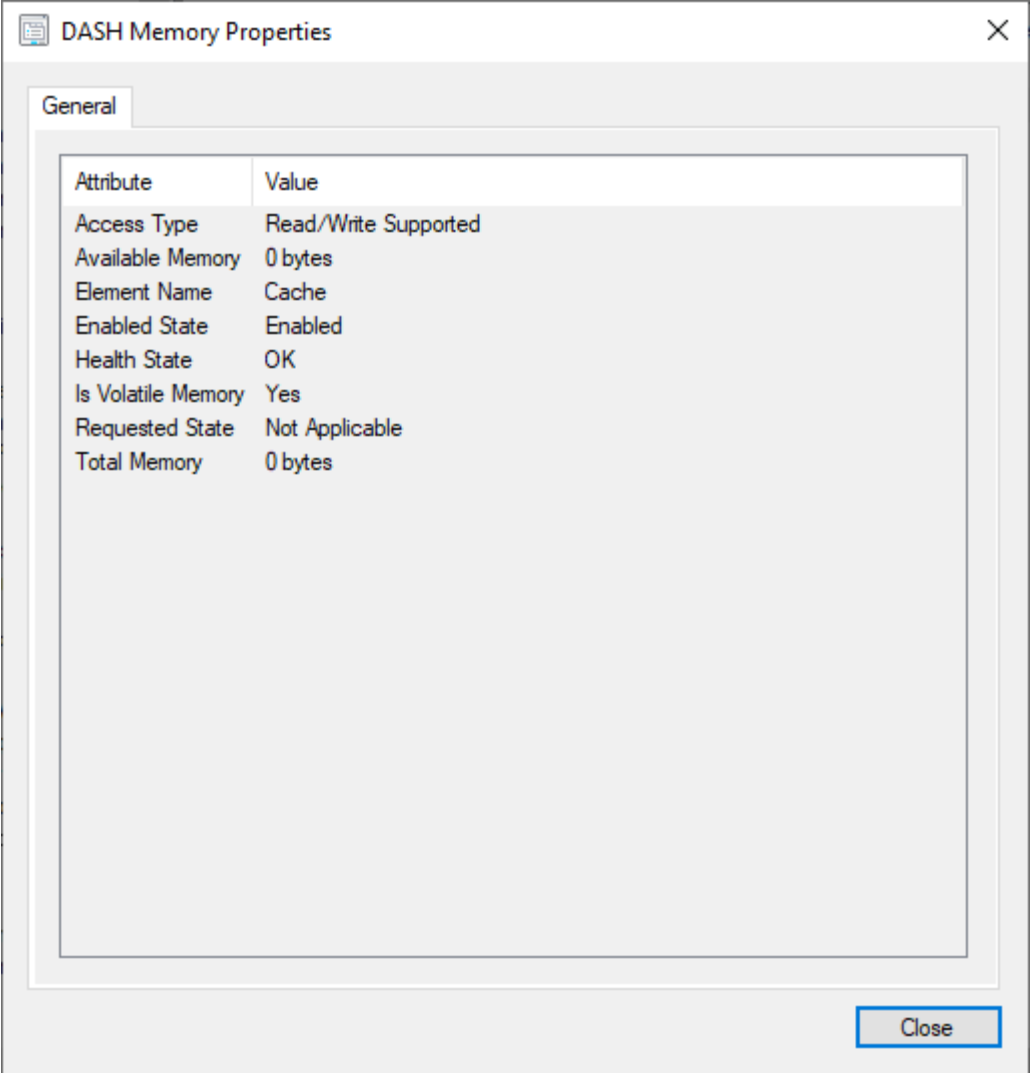 DASH Memory Properties
General
Attribute Value
Access Type Read/Write Supported
Available Memory 0 bytes
Element Name Cache
Enabled State Enabled
Health State OK
Is Volatile Memory Yes
Requested State Not Applicable
Total Memory 0 bytes
Close